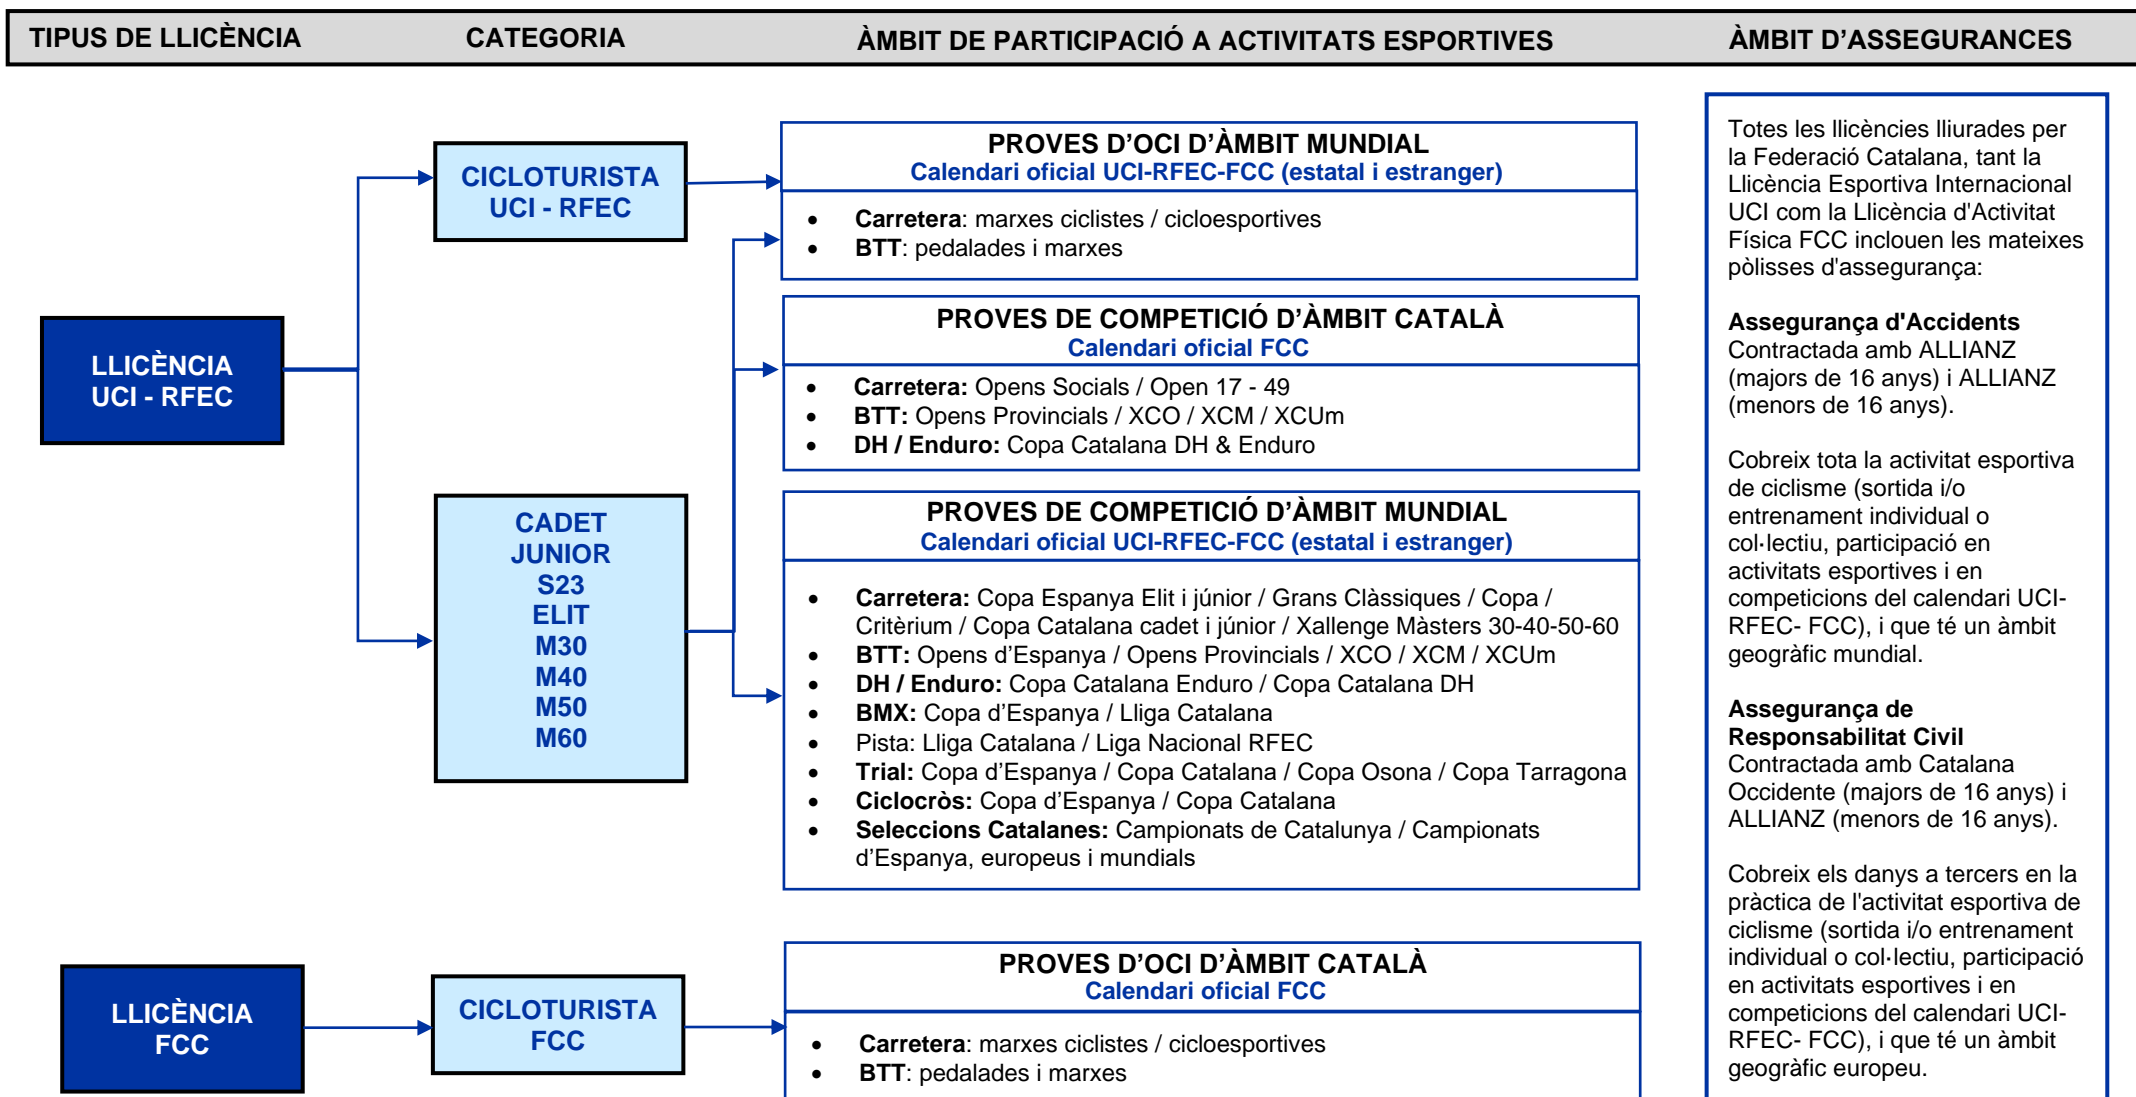 TIPUS DE LLICÈNCIA CATEGORIA ÀMBIT DE PARTICIPACIÓ A ACTIVITATS ESPORTIVES ÀMBIT D’ASSEGURANCES
LLICÈNCIA
UCI - RFEC
CICLOTURISTA
UCI - RFEC
CADET
JUNIOR
S23
ELIT
M30
M40
M50
M60
PROVES D’OCI D’ÀMBIT MUNDIAL
Calendari oficial UCI-RFEC-FCC (estatal i estranger)
• Carretera: marxes ciclistes / cicloesportives
• BTT: pedalades i marxes
PROVES DE COMPETICIÓ D’ÀMBIT CATALÀ
Calendari oficial FCC
• Carretera: Opens Socials / Open 17 - 49
• BTT: Opens Provincials / XCO / XCM / XCUm
• DH / Enduro: Copa Catalana DH & Enduro
PROVES DE COMPETICIÓ D’ÀMBIT MUNDIAL
Calendari oficial UCI-RFEC-FCC (estatal i estranger)
• Carretera: Copa Espanya Elit i júnior / Grans Clàssiques / Copa /
Critèrium / Copa Catalana cadet i júnior / Xallenge Màsters 30-40-50-60
• BTT: Opens d’Espanya / Opens Provincials / XCO / XCM / XCUm
• DH / Enduro: Copa Catalana Enduro / Copa Catalana DH
• BMX: Copa d’Espanya / Lliga Catalana
• Pista: Lliga Catalana / Liga Nacional RFEC
• Trial: Copa d’Espanya / Copa Catalana / Copa Osona / Copa Tarragona
• Ciclocròs: Copa d’Espanya / Copa Catalana
• Seleccions Catalanes: Campionats de Catalunya / Campionats
d’Espanya, europeus i mundials
LLICÈNCIA
FCC
CICLOTURISTA
FCC
PROVES D’OCI D’ÀMBIT CATALÀ
Calendari oficial FCC
• Carretera: marxes ciclistes / cicloesportives
• BTT: pedalades i marxes
Totes les llicències lliurades per
la Federació Catalana, tant la
Llicència Esportiva Internacional
UCI com la Llicència d'Activitat
Física FCC inclouen les mateixes
pòlisses d'assegurança:
Assegurança d'Accidents
Contractada amb ALLIANZ
(majors de 16 anys) i ALLIANZ
(menors de 16 anys).
Cobreix tota la activitat esportiva
de ciclisme (sortida i/o
entrenament individual o
col·lectiu, participació en
activitats esportives i en
competicions del calendari UCI-
RFEC- FCC), i que té un àmbit
geogràfic mundial.
Assegurança de
Responsabilitat Civil
Contractada amb Catalana
Occidente (majors de 16 anys) i
ALLIANZ (menors de 16 anys).
Cobreix els danys a tercers en la
pràctica de l'activitat esportiva de
ciclisme (sortida i/o entrenament
individual o col·lectiu, participació
en activitats esportives i en
competicions del calendari UCI-
RFEC- FCC), i que té un àmbit
geogràfic europeu.